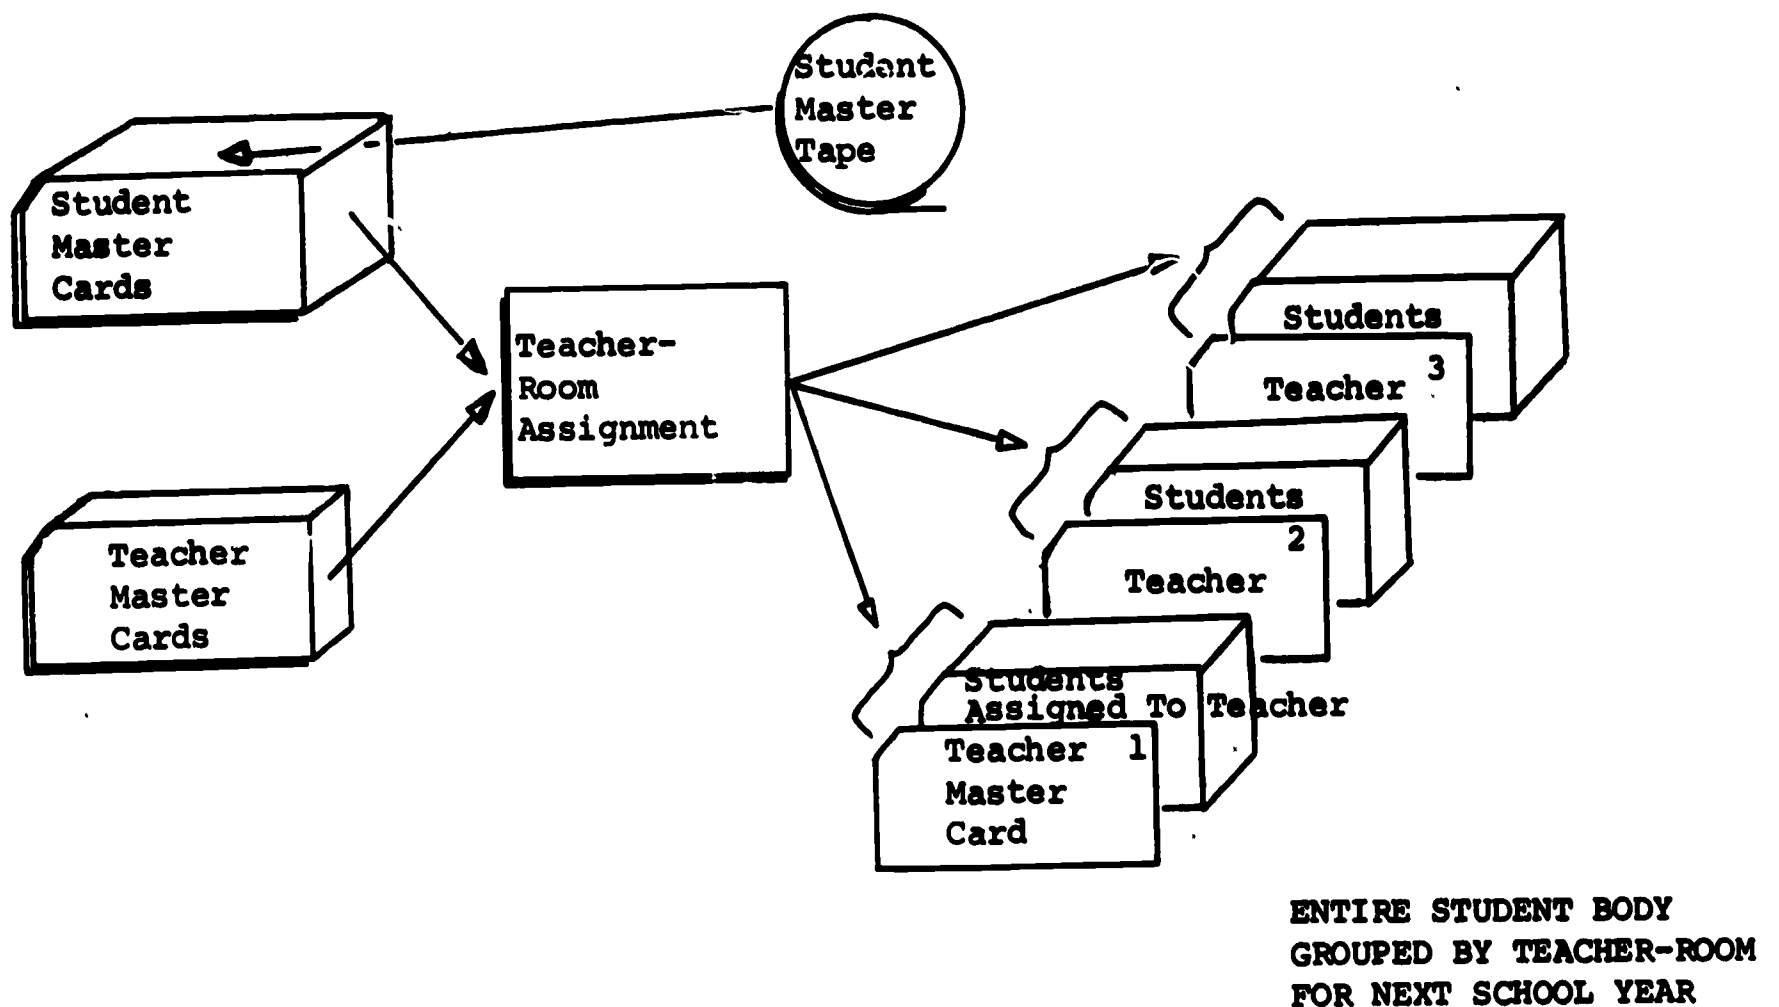 Student
Master
Tape
Student
Master
Cards
Teacher-
Room
Assignment
Teacher
Master
Cards
Students
Teacher 3
Students
2
Teacher
Students
Assigned To Teacher
Teacher 1
Master
Card
ENTIRE STUDENT BODY
GROUPED BY TEACHER-ROOM
FOR NEXT SCHOOL YEAR